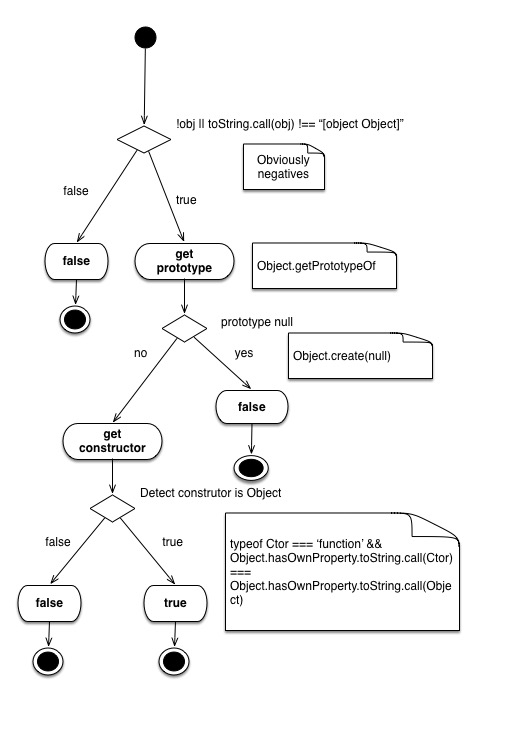 !obj || toString.call(obj) !== “[object Object]”
Obviously
negatives
false
true
false
get
prototype
Object.getPrototypeOf
prototype null
no
yes
Object.create(null)
false
get
constructor
Detect construtor is Object
false
true
typeof Ctor === ‘function’ &&
Object.hasOwnProperty.toString.call(Ctor)
===
Object.hasOwnProperty.toString.call(Obje
ct)
false
true